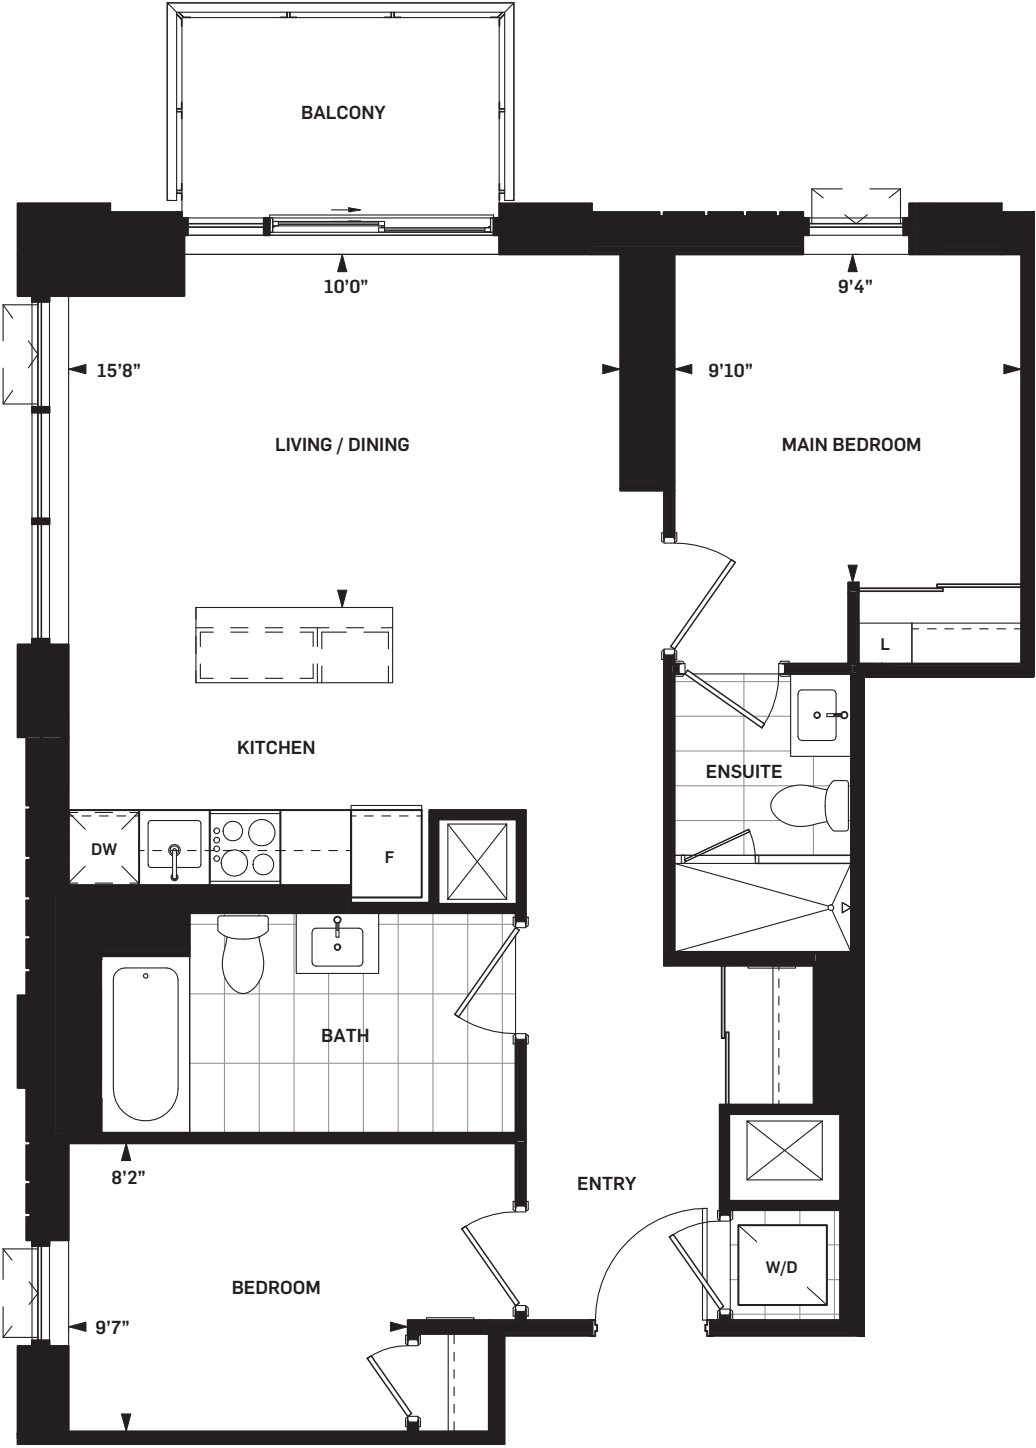 BALCONY
10’0”
9’4”
15’8”
9’10”
LIVING / DINING
MAIN BEDROOM
L
KITCHEN
ENSUITE
DW
F
BATH
8’2”
ENTRY
W/D
BEDROOM
9’7”